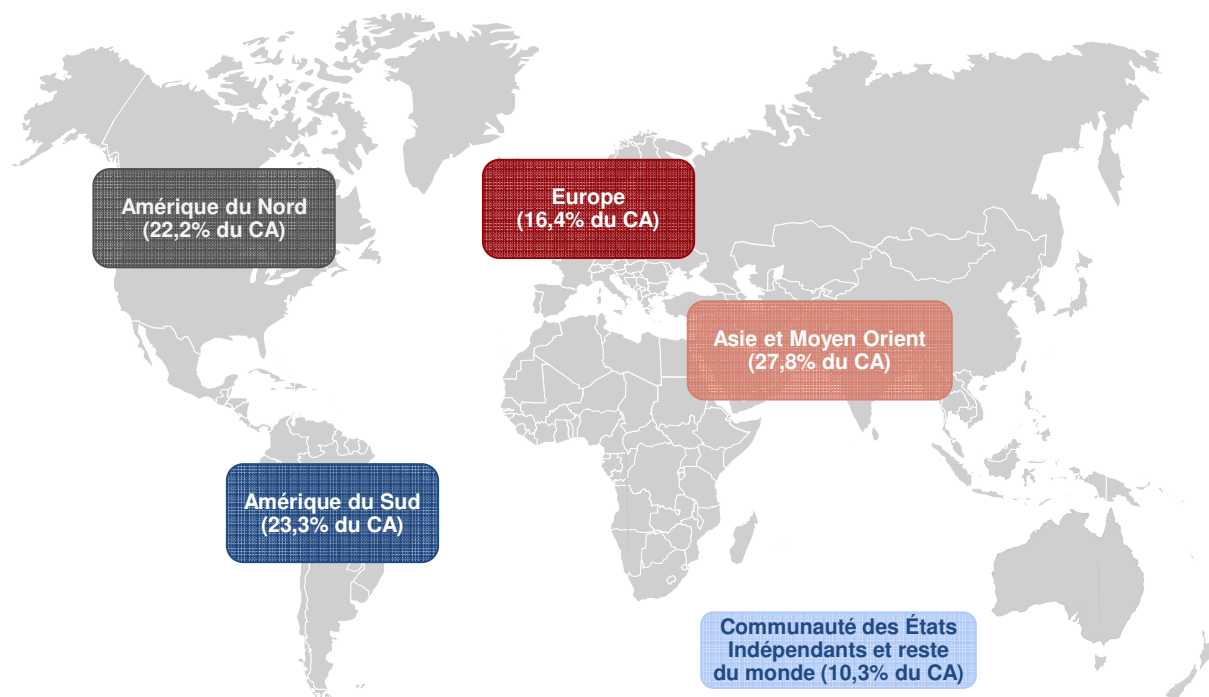 Amérique du Nord
(22,2% du CA)
Europe
(16,4% du CA)
Asie et Moyen Orient
(27,8% du CA)
Amérique du Sud
(23,3% du CA)
Communauté des États
Indépendants et reste
du monde (10,3% du CA)